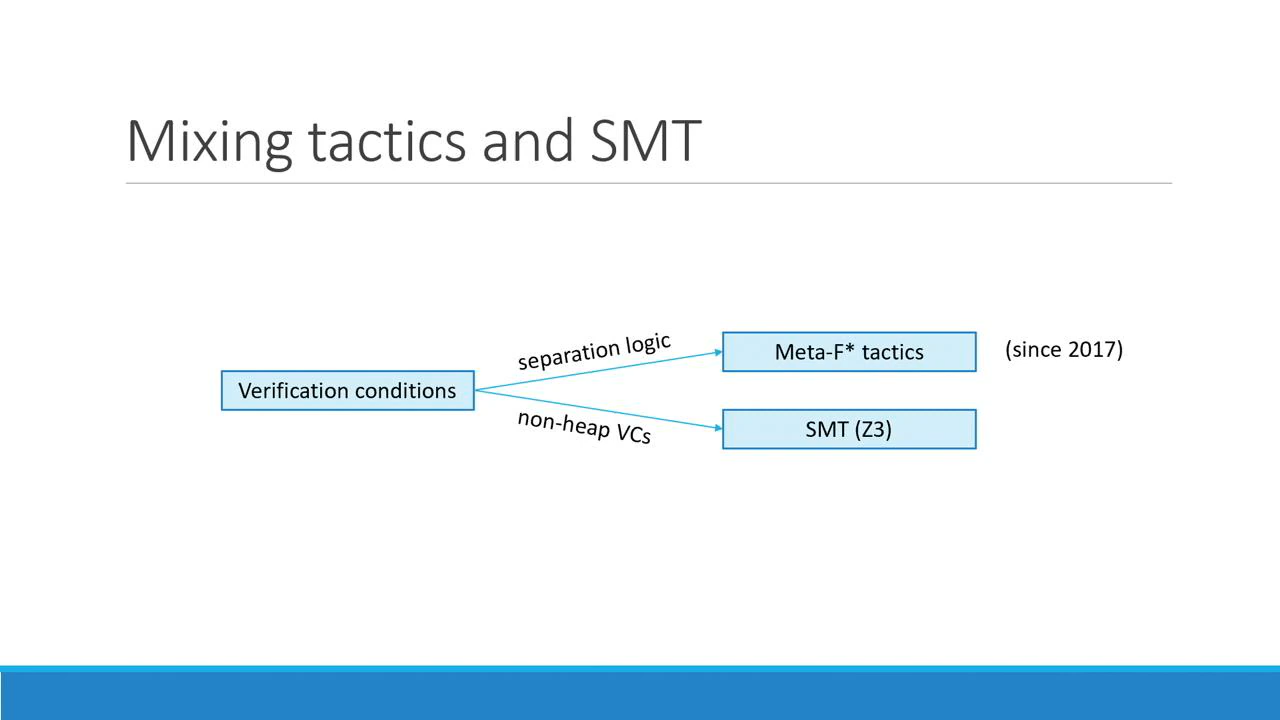 Mixing tactics and SMT
separation logic
Meta-F* tactics
(since 2017)
Verification conditions
non-heap VCs
SMT (Z3)